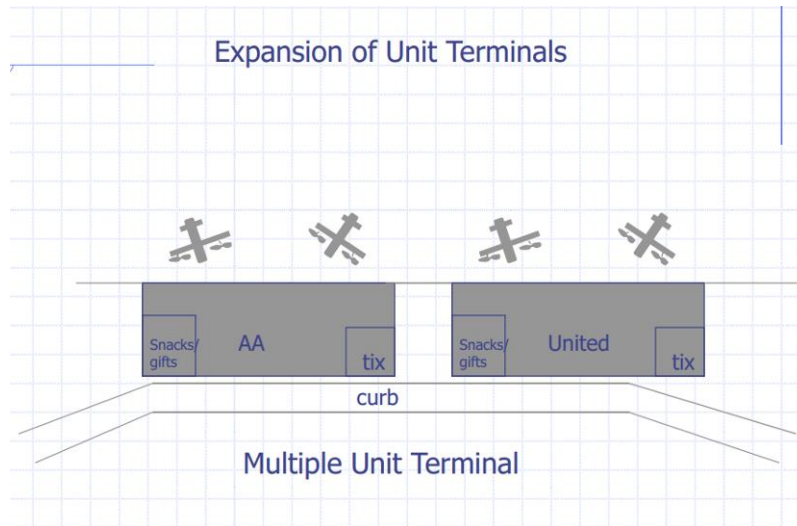 Expansion of Unit Terminals
Snacks/
gifts
AA
tix
Snacks/
gifts
United
tix
curb
Multiple Unit Terminal